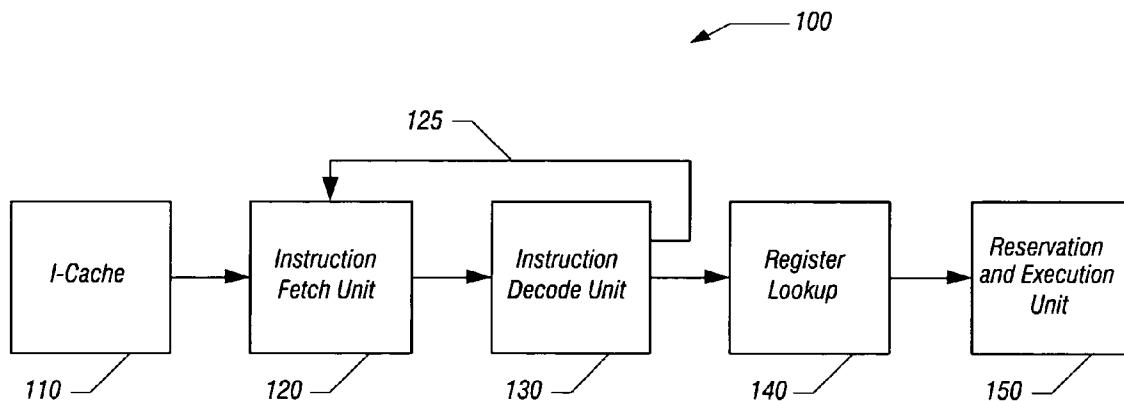 100
125
I-Cache
Instruction
Fetch Unit
Instruction
Decode Unit
Register
Lookup
Reservation
and Execution
Unit
110
120
130
140
150